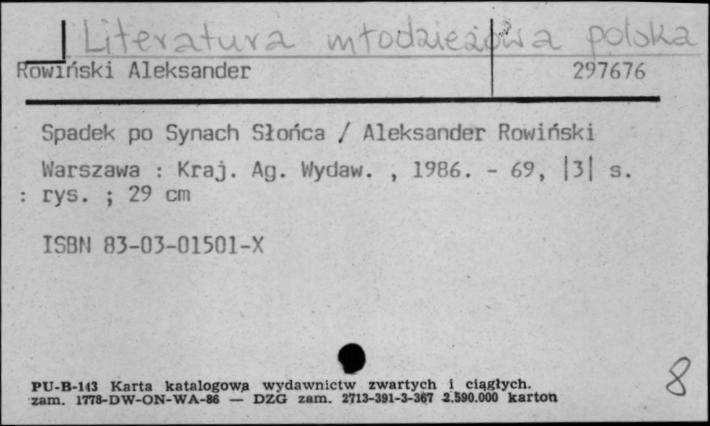 Literatura młodzieżowa polska
Rowiński Aleksander 297676
Spadek po Synach Słońca / Aleksander Rowiński
Warszawa : Kraj. Ag. Wydaw. , 1986. - 69, |3| s.
: rys. ; 29 cm
ISBN 83-03-01501-X
8
PU-B-143 Karta katalogowa wydawnictw zwartych i ciągłych.
zam. 1778-DW-ON-WA-86 — DZG zam. 2713-391-3-367 2.590.000 karton